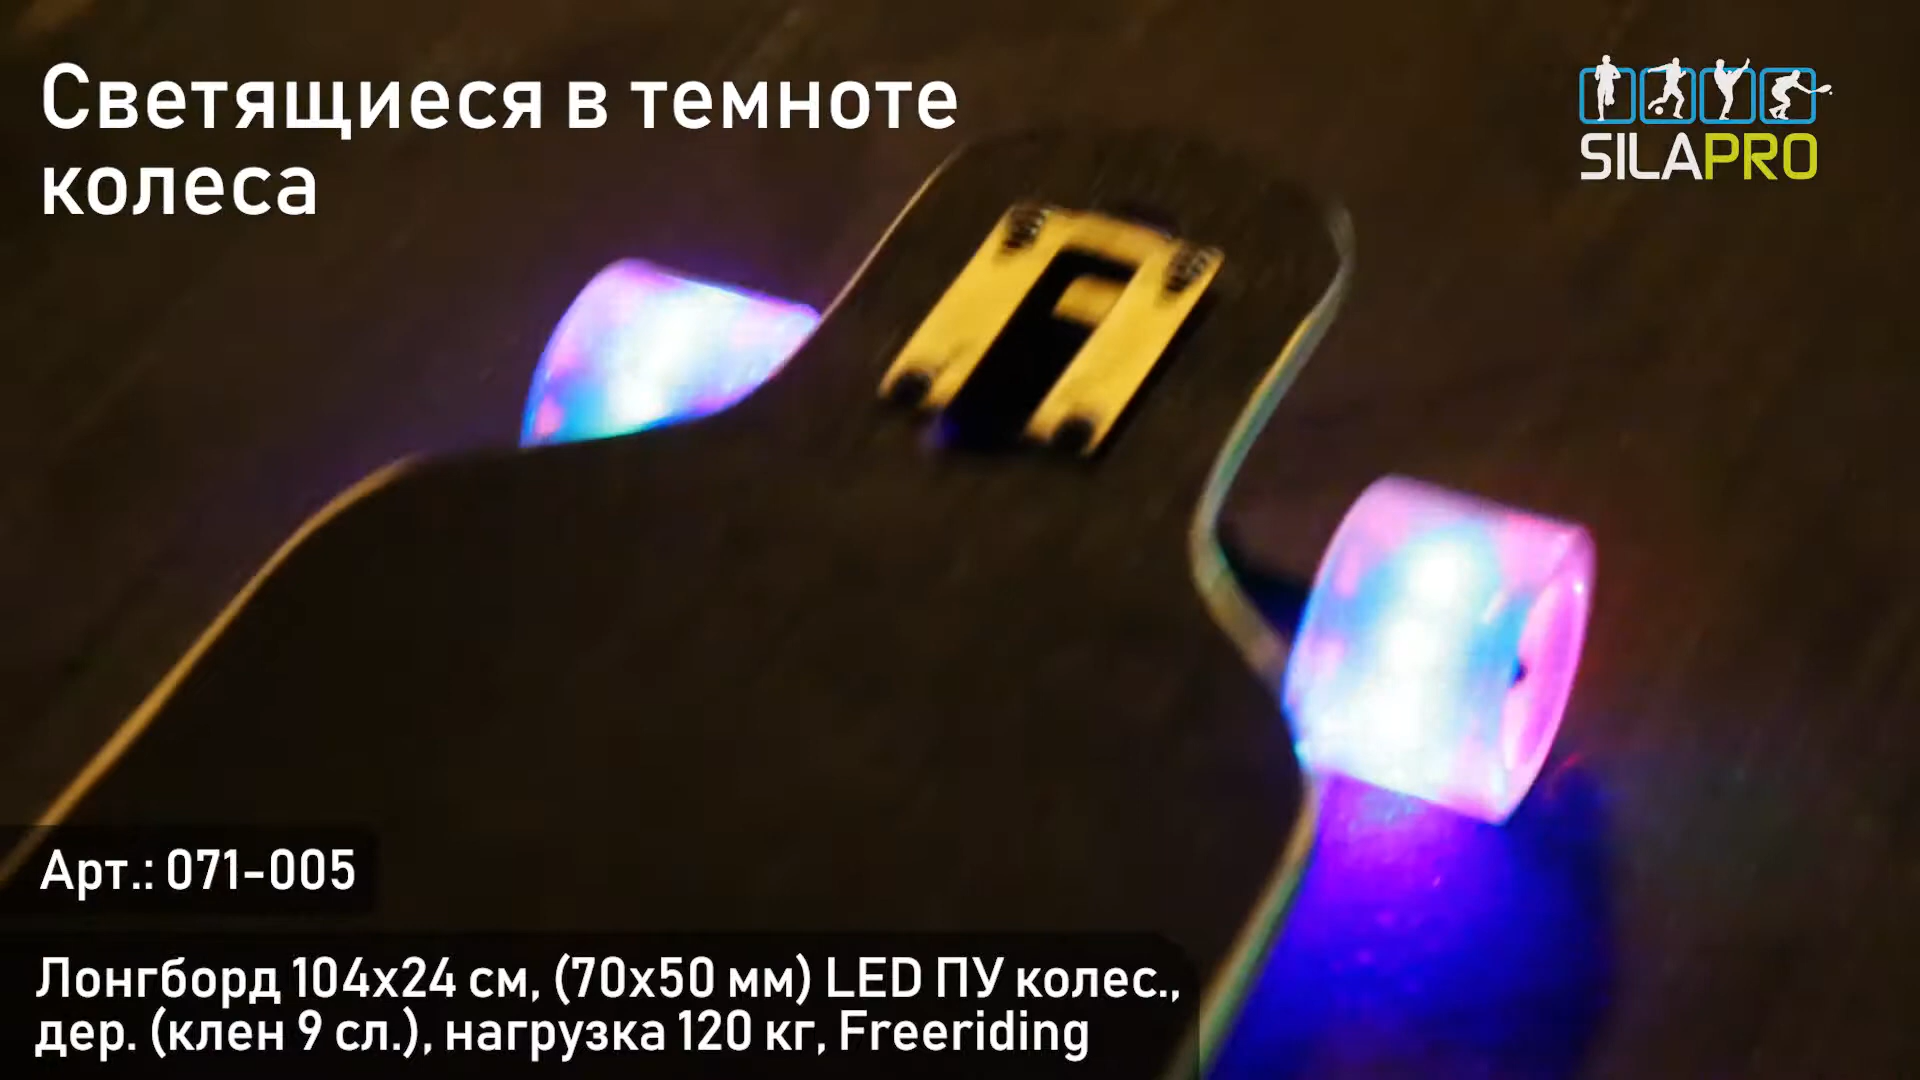 Светящиеся в темноте
колеса
SILAPRO
Арт.: 071-005
Лонгборд 104х24 см, (70х50 мм) LED ПУ колес.,
дер. (клен 9 сл.), нагрузка 120 кг, Freeriding